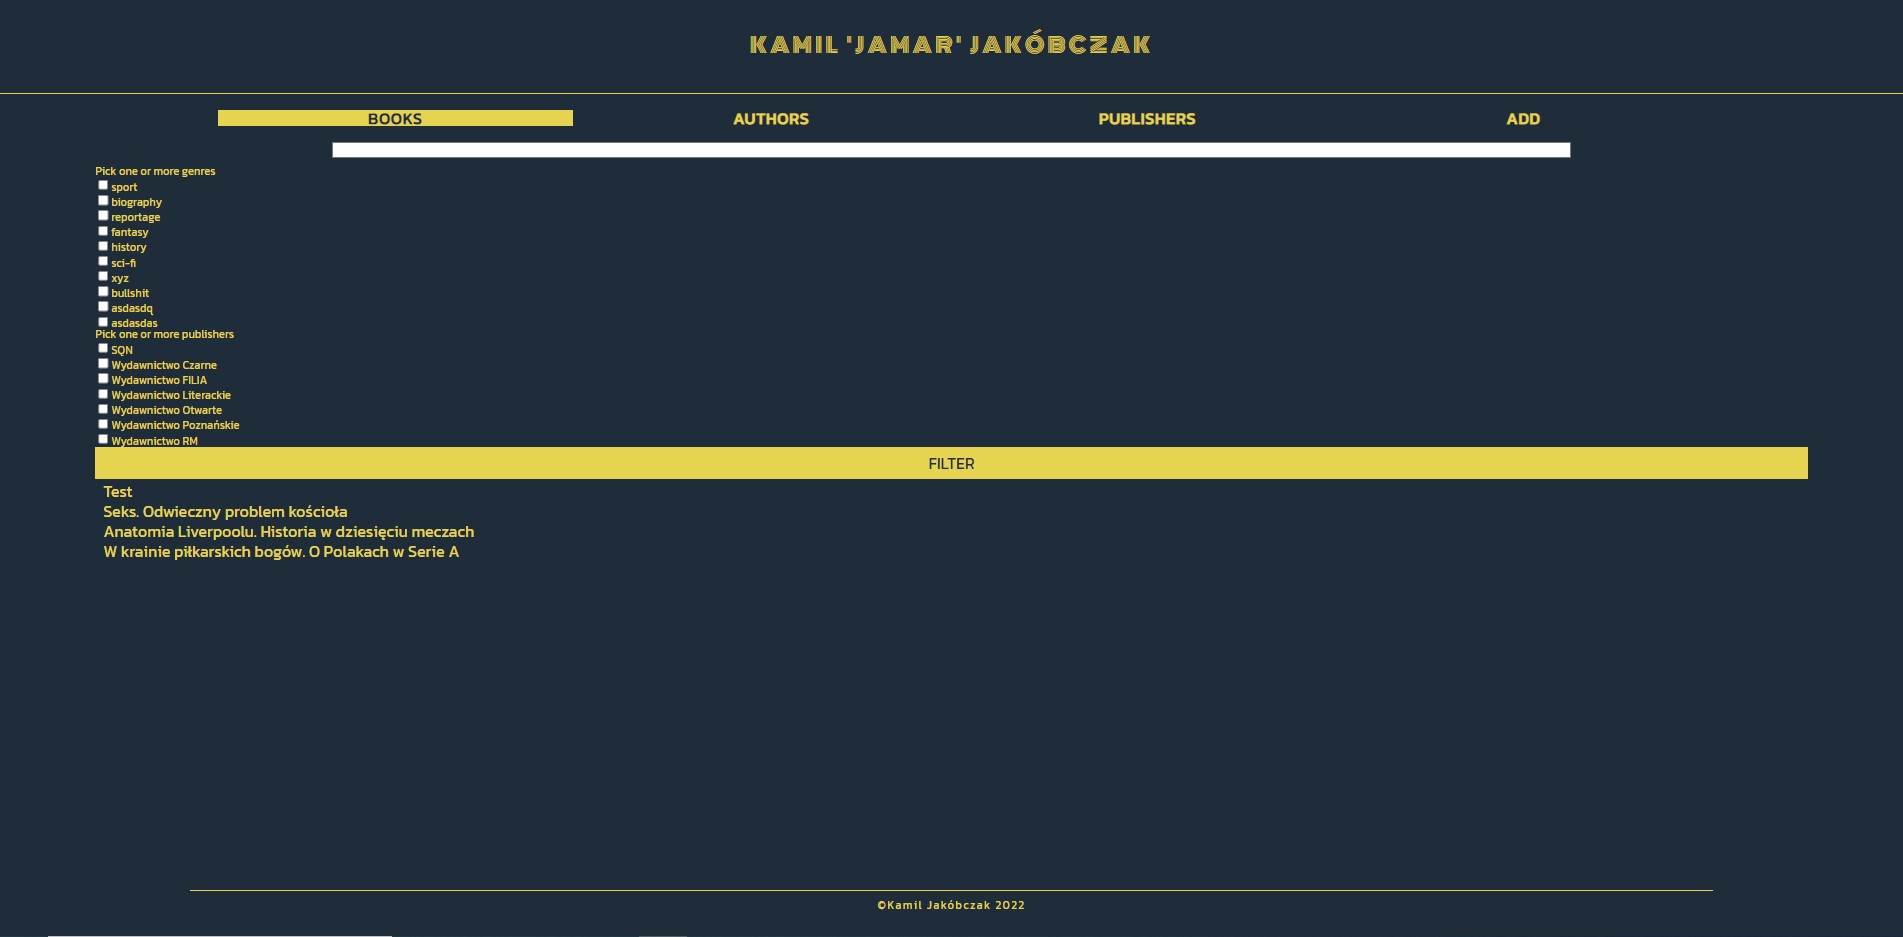 KAMIL 'JAMAR' JAKÓBCZAK
BOOKS AUTHORS PUBLISHERS ADD
Pick one or more genres
sport
biography
reportage
fantasy
history
sci-fi
xyz
bullshit
asdasdq
asdasdas
Pick one or more publishers
SQN
Wydawnictwo Czarne
Wydawnictwo FILIA
Wydawnictwo Literackie
Wydawnictwo Otwarte
Wydawnictwo Poznańskie
Wydawnictwo RM
FILTER
Test
Seks. Odwieczny problem kościoła
Anatomia Liverpoolu. Historia w dziesięciu meczach
W krainie piłkarskich bogów. O Polakach w Serie A
©Kamil Jakóbczak 2022